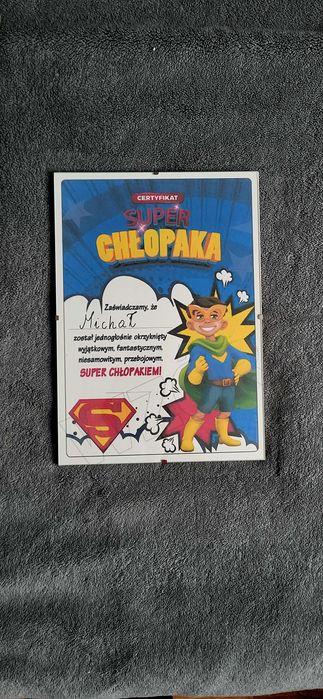 CERTYFIKAT
SUPER
CHŁOPAKA
Zaświadczamy, że
Michał
został jednogłośnie okrzyknięty
wyjątkowym, fantastycznym,
niesamowitym, przebojowym,
SUPER CHŁOPAKIEM!
S